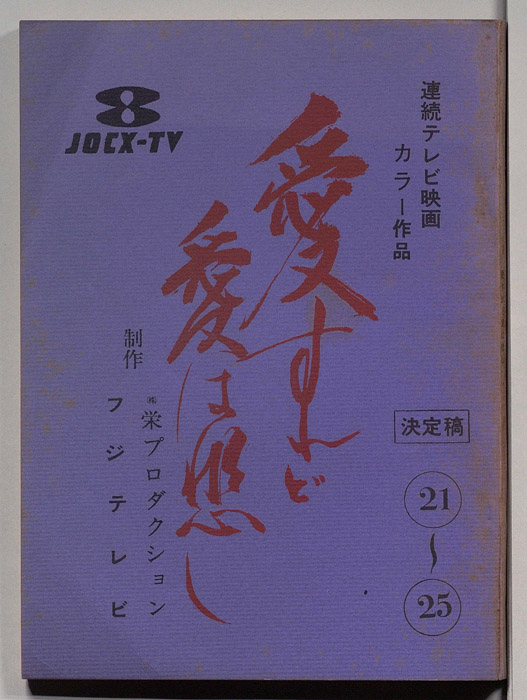 連続テレビ映画
カラー作品
8
JOCX-TV
愛すれど
愛は悲し
決定稿
21
〜
25
制作
㈱栄プロダクション
フジテレビ